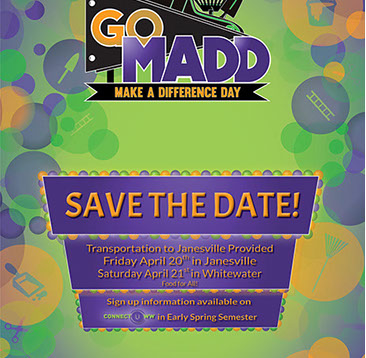 GO
MADD
MAKE A DIFFERENCE DAY
SAVE THE DATE!
Transportation to Janesville Provided
Friday April 20th in Janesville
Saturday April 21st in Whitewater
Food for All!
Sign up information available on
CONNECT U WW in Early Spring Semester